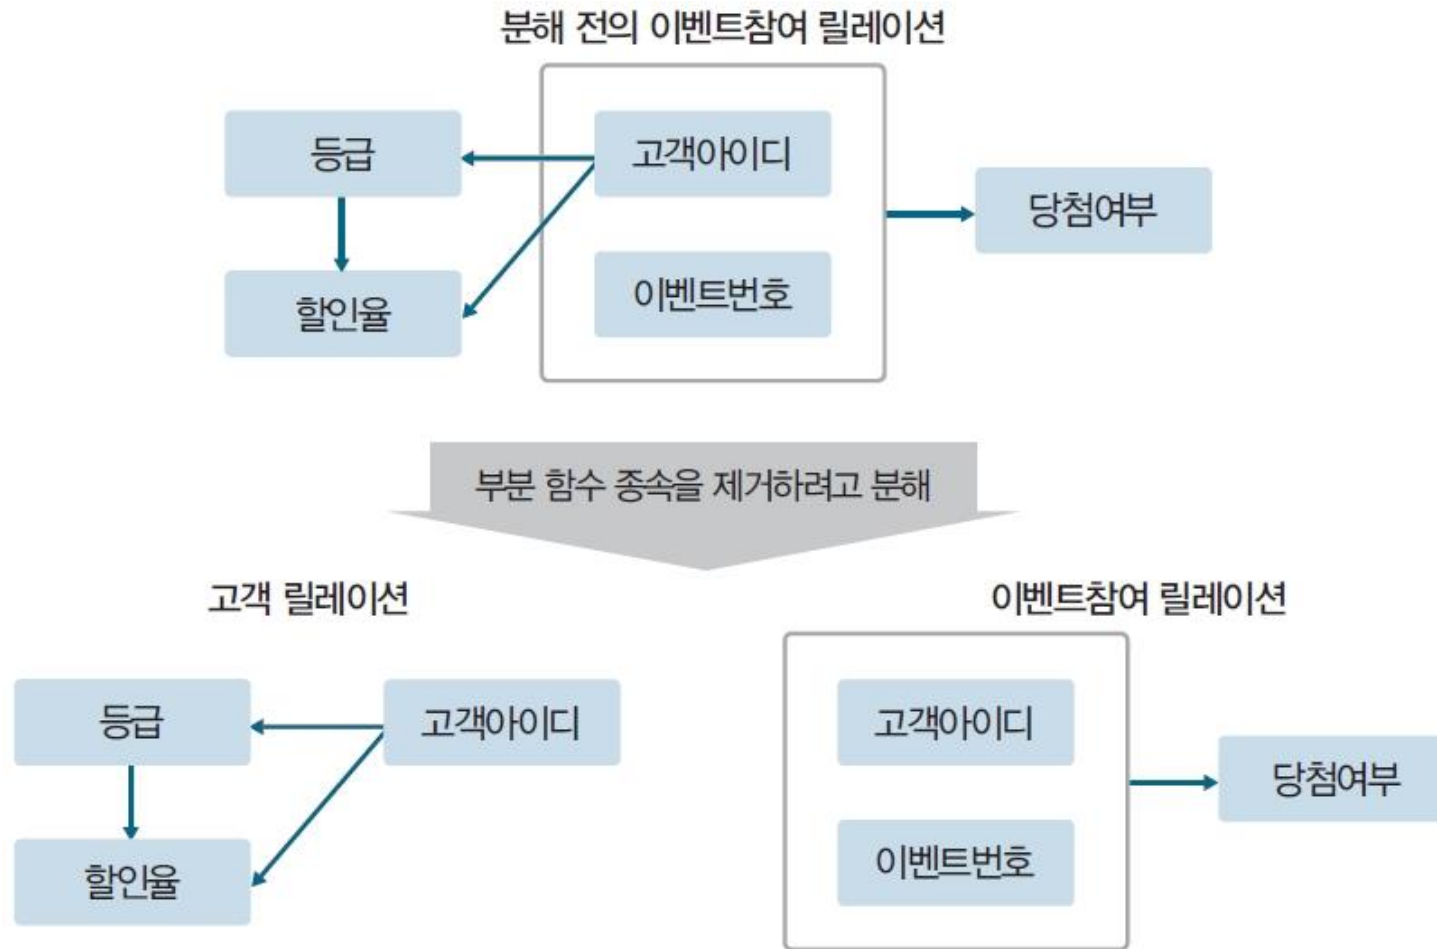 분해 전의 이벤트참여 릴레이션
등급
고객아이디
당첨여부
할인율
이벤트번호
부분 함수 종속을 제거하려고 분해
고객 릴레이션
이벤트참여 릴레이션
등급
고객아이디
고객아이디
당첨여부
할인율
이벤트번호